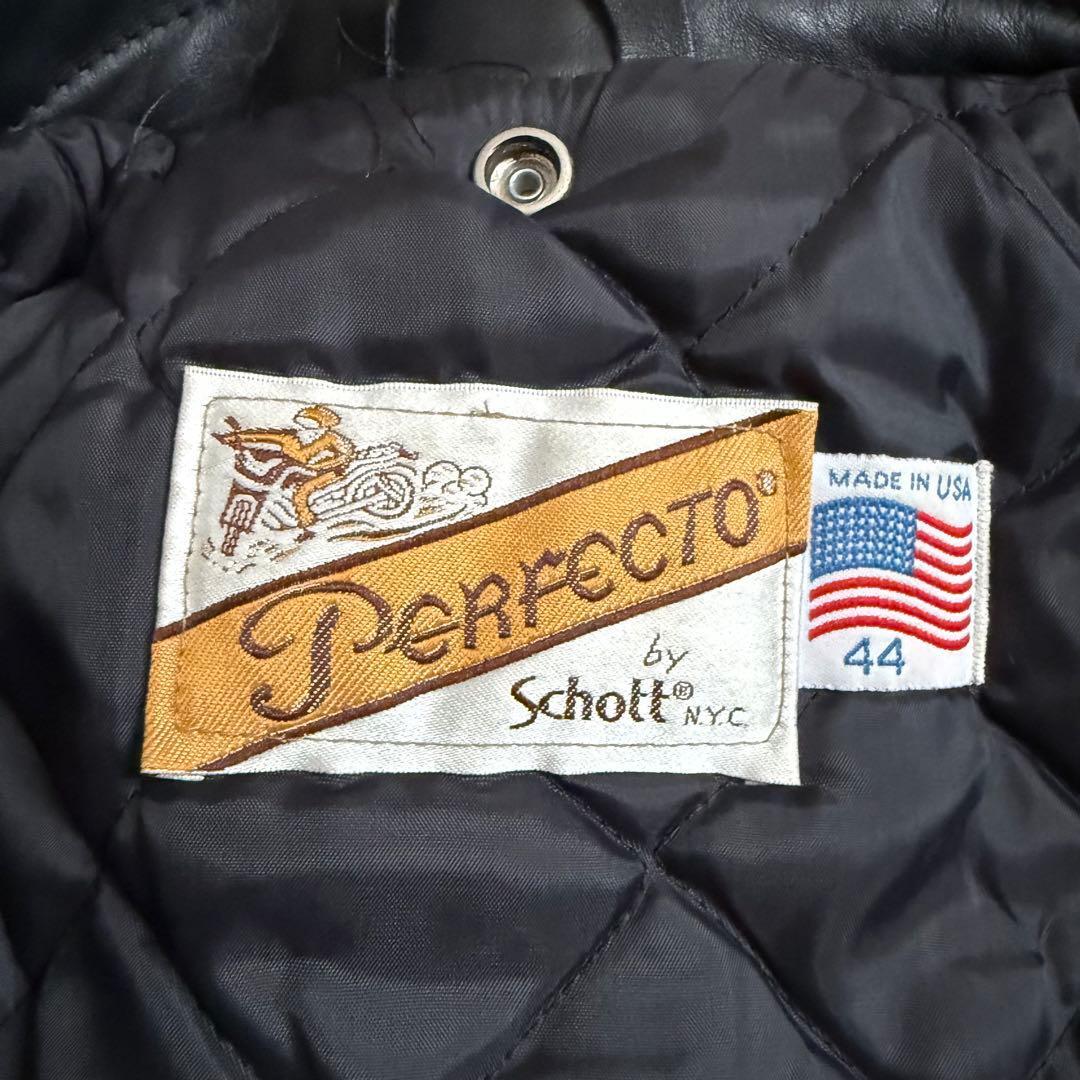 PERFECTO®
by
Schott® N.Y.C.
MADE IN USA
44